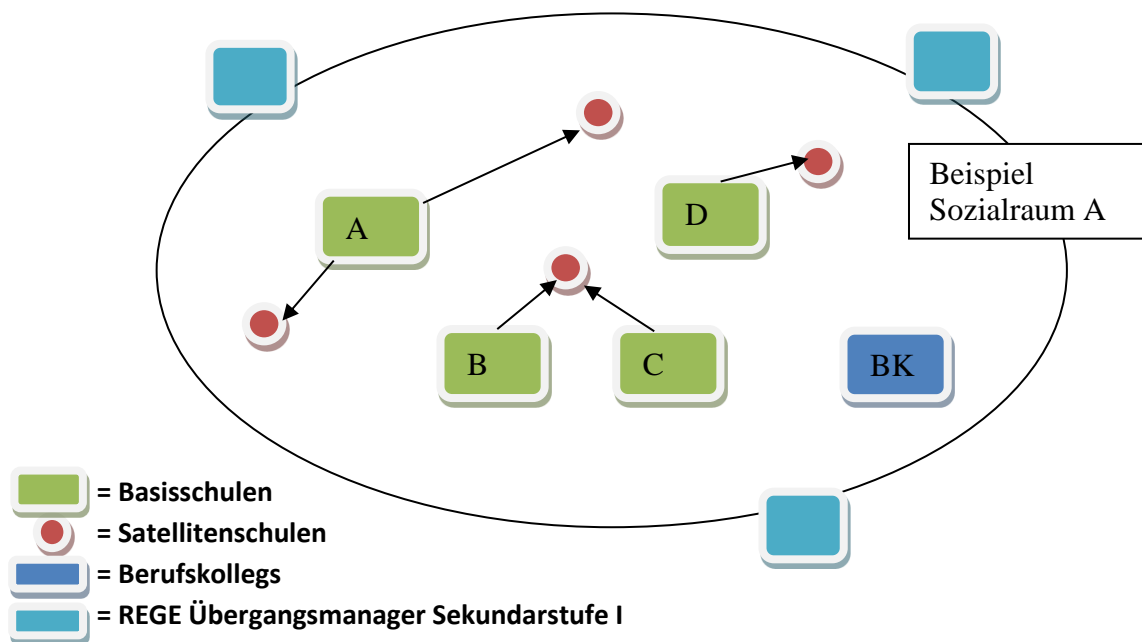 Beispiel
Sozialraum A
A
D
B
C
BK
= Basisschulen
= Satellitenschulen
= Berufskollegs
= REGE Übergangsmanager Sekundarstufe I